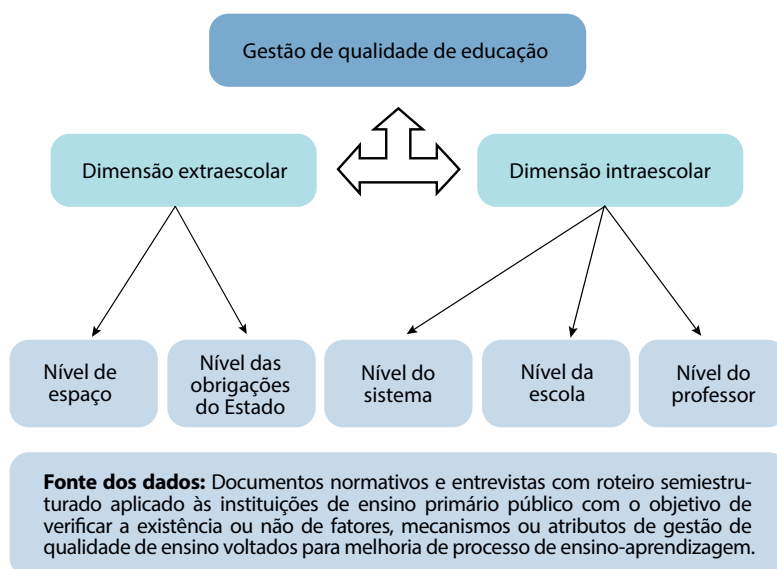 Gestão de qualidade de educação
Dimensão extraescolar
Dimensão intraescolar
Nível de
espaço
Nível das
obrigações
do Estado
Nível do
sistema
Nível da
escola
Nível do
professor
Fonte dos dados: Documentos normativos e entrevistas com roteiro semiestru-
turado aplicado às instituições de ensino primário público com o objetivo de
verificar a existência ou não de fatores, mecanismos ou atributos de gestão de
qualidade de ensino voltados para melhoria de processo de ensino-aprendizagem.